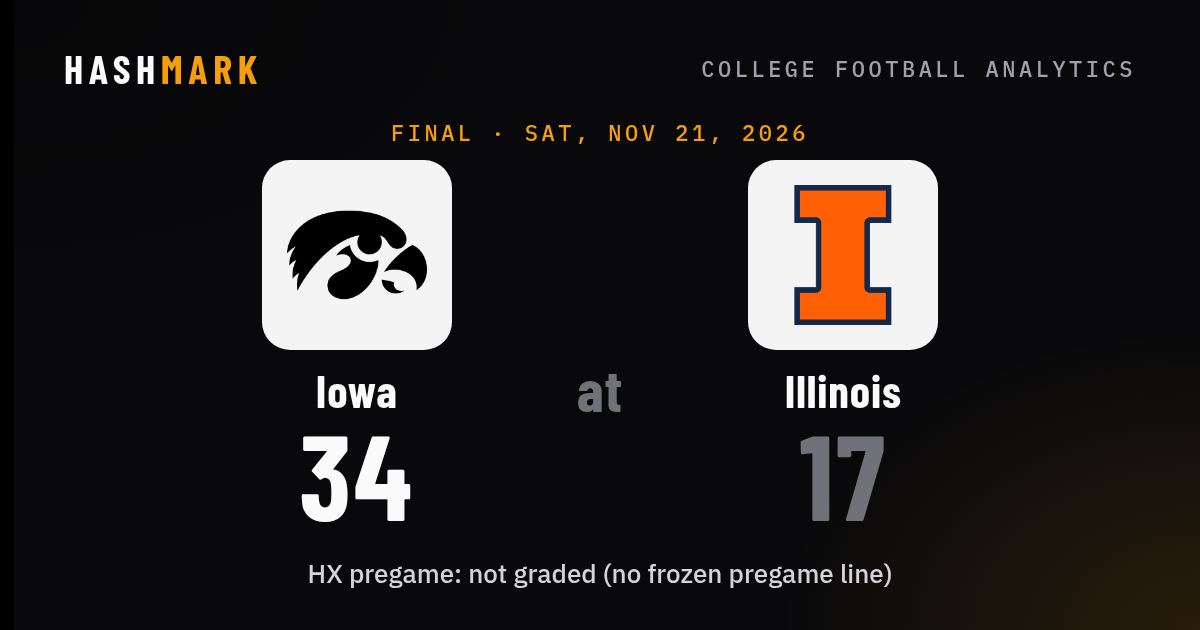 HASHMARK
COLLEGE FOOTBALL ANALYTICS
FINAL · SAT, NOV 21, 2026
I
Iowa at Illinois
34 17
HX pregame: not graded (no frozen pregame line)